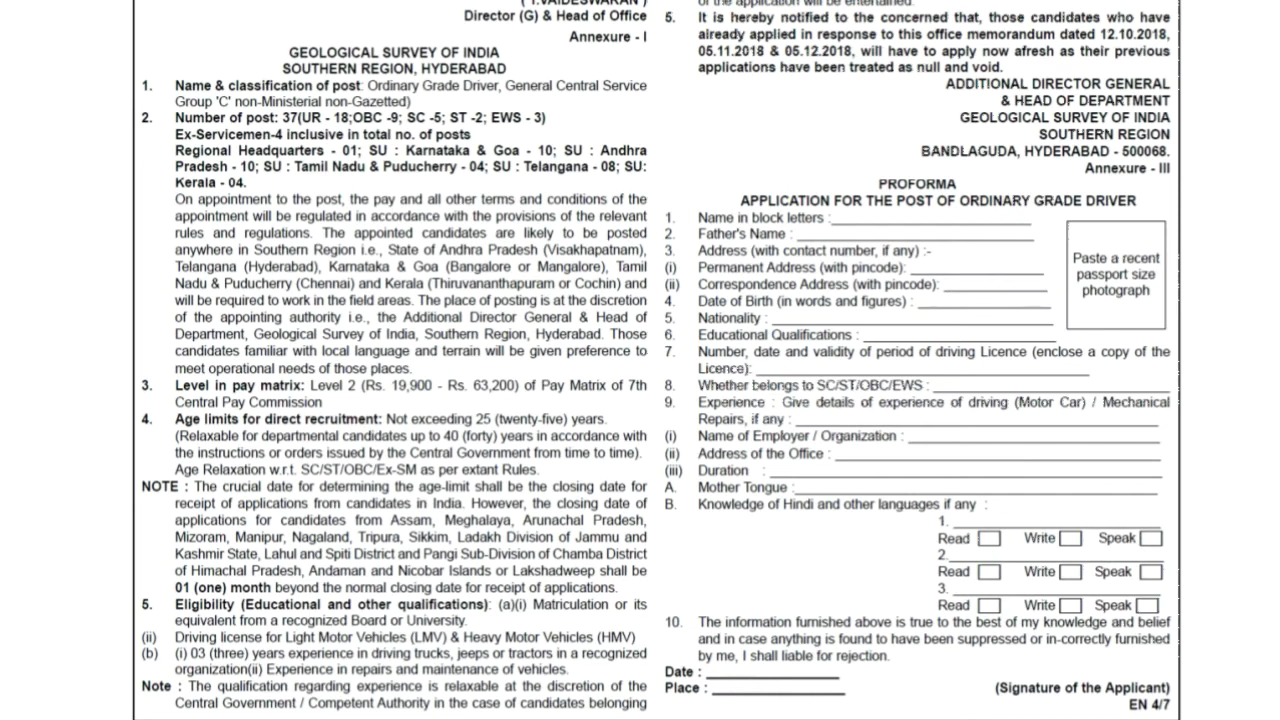 ( T.VAIDESWARAN )
Director (G) & Head of Office
Annexure - I
GEOLOGICAL SURVEY OF INDIA
SOUTHERN REGION, HYDERABAD
1. Name & classification of post: Ordinary Grade Driver, General Central Service
Group 'C' non-Ministerial non-Gazetted)
2. Number of post: 37(UR - 18;OBC -9; SC -5; ST -2; EWS - 3)
Ex-Servicemen-4 inclusive in total no. of posts
Regional Headquarters - 01; SU : Karnataka & Goa - 10; SU : Andhra
Pradesh - 10; SU : Tamil Nadu & Puducherry - 04; SU : Telangana - 08; SU:
Kerala - 04.
On appointment to the post, the pay and all other terms and conditions of the
appointment will be regulated in accordance with the provisions of the relevant
rules and regulations. The appointed candidates are likely to be posted
anywhere in Southern Region i.e., State of Andhra Pradesh (Visakhapatnam),
Telangana (Hyderabad), Karnataka & Goa (Bangalore or Mangalore), Tamil
Nadu & Puducherry (Chennai) and Kerala (Thiruvananthapuram or Cochin) and
will be required to work in the field areas. The place of posting is at the discretion
of the appointing authority i.e., the Additional Director General & Head of
Department, Geological Survey of India, Southern Region, Hyderabad. Those
candidates familiar with local language and terrain will be given preference to
meet operational needs of those places.
3. Level in pay matrix: Level 2 (Rs. 19,900 - Rs. 63,200) of Pay Matrix of 7th
Central Pay Commission
4. Age limits for direct recruitment: Not exceeding 25 (twenty-five) years.
(Relaxable for departmental candidates up to 40 (forty) years in accordance with
the instructions or orders issued by the Central Government from time to time).
Age Relaxation w.r.t. SC/ST/OBC/Ex-SM as per extant Rules.
NOTE : The crucial date for determining the age-limit shall be the closing date for
receipt of applications from candidates in India. However, the closing date of
applications for candidates from Assam, Meghalaya, Arunachal Pradesh,
Mizoram, Manipur, Nagaland, Tripura, Sikkim, Ladakh Division of Jammu and
Kashmir State, Lahul and Spiti District and Pangi Sub-Division of Chamba District
of Himachal Pradesh, Andaman and Nicobar Islands or Lakshadweep shall be
01 (one) month beyond the normal closing date for receipt of applications.
5. Eligibility (Educational and other qualifications): (a)(i) Matriculation or its
equivalent from a recognized Board or University.
(ii) Driving license for Light Motor Vehicles (LMV) & Heavy Motor Vehicles (HMV)
(b) (i) 03 (three) years experience in driving trucks, jeeps or tractors in a recognized
organization(ii) Experience in repairs and maintenance of vehicles.
Note : The qualification regarding experience is relaxable at the discretion of the
Central Government / Competent Authority in the case of candidates belonging
of the application will be entertained.
5. It is hereby notified to the concerned that, those candidates who have
already applied in response to this office memorandum dated 12.10.2018,
05.11.2018 & 05.12.2018, will have to apply now afresh as their previous
applications have been treated as null and void.
ADDITIONAL DIRECTOR GENERAL
& HEAD OF DEPARTMENT
GEOLOGICAL SURVEY OF INDIA
SOUTHERN REGION
BANDLAGUDA, HYDERABAD - 500068.
Annexure - III
PROFORMA
APPLICATION FOR THE POST OF ORDINARY GRADE DRIVER
1. Name in block letters :
2. Father's Name :
3. Address (with contact number, if any) :-
(i) Permanent Address (with pincode):
(ii) Correspondence Address (with pincode):
4. Date of Birth (in words and figures) :
5. Nationality :
Paste a recent
passport size
photograph
6. Educational Qualifications :
7. Number, date and validity of period of driving Licence (enclose a copy of the
Licence):
8. Whether belongs to SC/ST/OBC/EWS :
9. Experience : Give details of experience of driving (Motor Car) / Mechanical
Repairs, if any :
(i) Name of Employer / Organization :
(ii) Address of the Office :
(iii) Duration :
A. Mother Tongue :
B. Knowledge of Hindi and other languages if any :
1.
Read Write Speak
2.
Read Write Speak
3.
Read Write Speak
10. The information furnished above is true to the best of my knowledge and belief
and in case anything is found to have been suppressed or in-correctly furnished
by me, I shall liable for rejection.
Date :
Place : (Signature of the Applicant)
EN 4/7